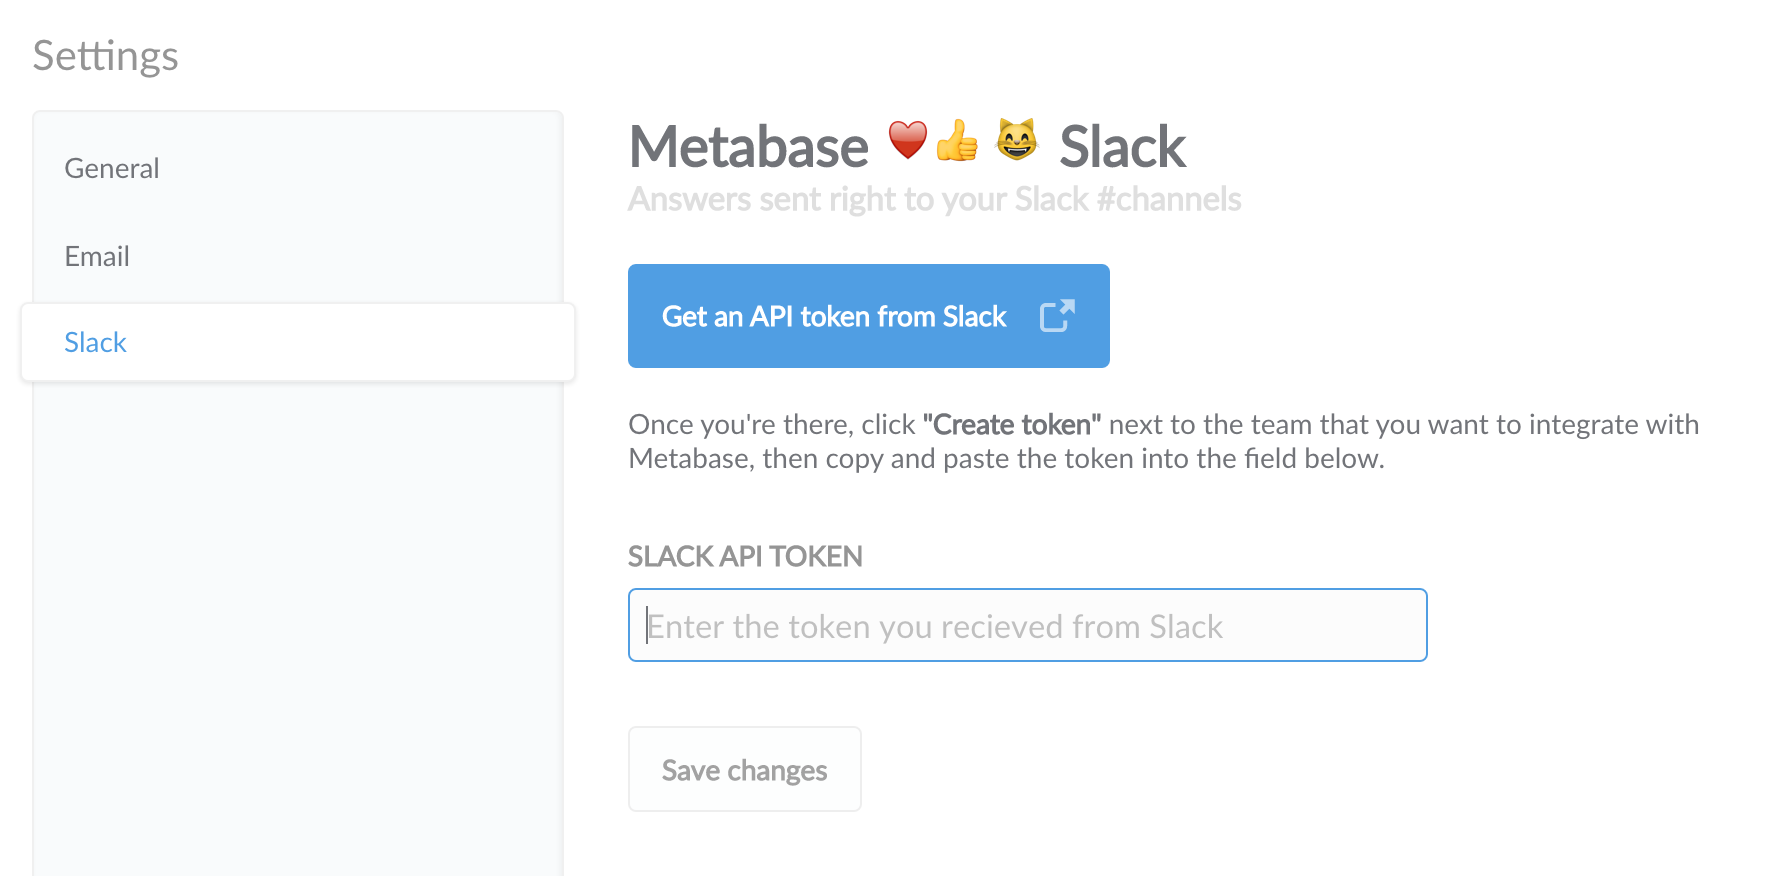 Settings
General
Email
Slack
Metabase ❤️👍😸 Slack
Answers sent right to your Slack #channels
Get an API token from Slack
Once you're there, click "Create token" next to the team that you want to integrate with
Metabase, then copy and paste the token into the field below.
SLACK API TOKEN
Enter the token you recieved from Slack
Save changes